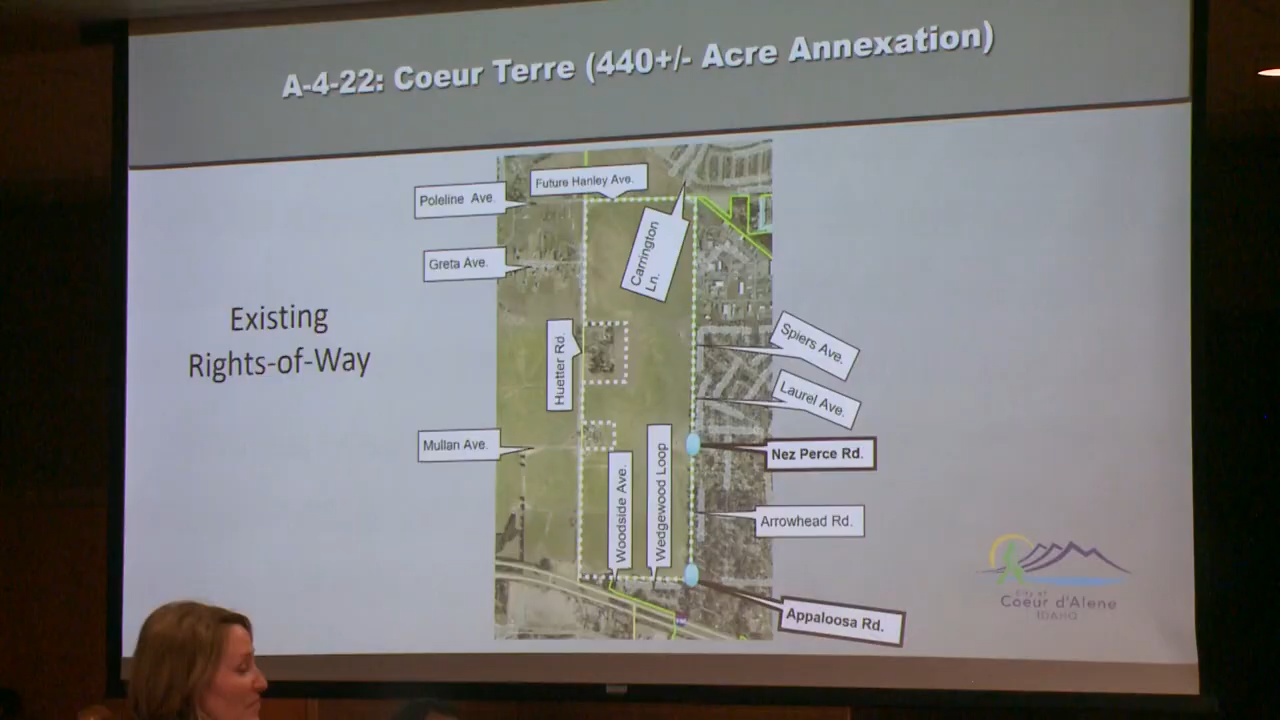 A-4-22: Coeur Terre (440+/- Acre Annexation)
Existing
Rights-of-Way
Poleline Ave.
Future Hanley Ave.
Carrington
Ln.
Greta Ave.
Huetter Rd.
Spiers Ave.
Laurel Ave.
Mullan Ave.
Nez Perce Rd.
Woodside Ave.
Wedgewood Loop
Arrowhead Rd.
Appaloosa Rd.
City of
Coeur d'Alene
IDAHO